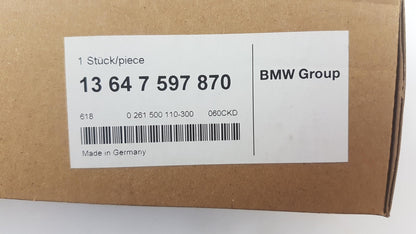 1 Stück/piece
13 64 7 597 870
BMW Group
618 0 261 500 110-300 060CKD
Made in Germany